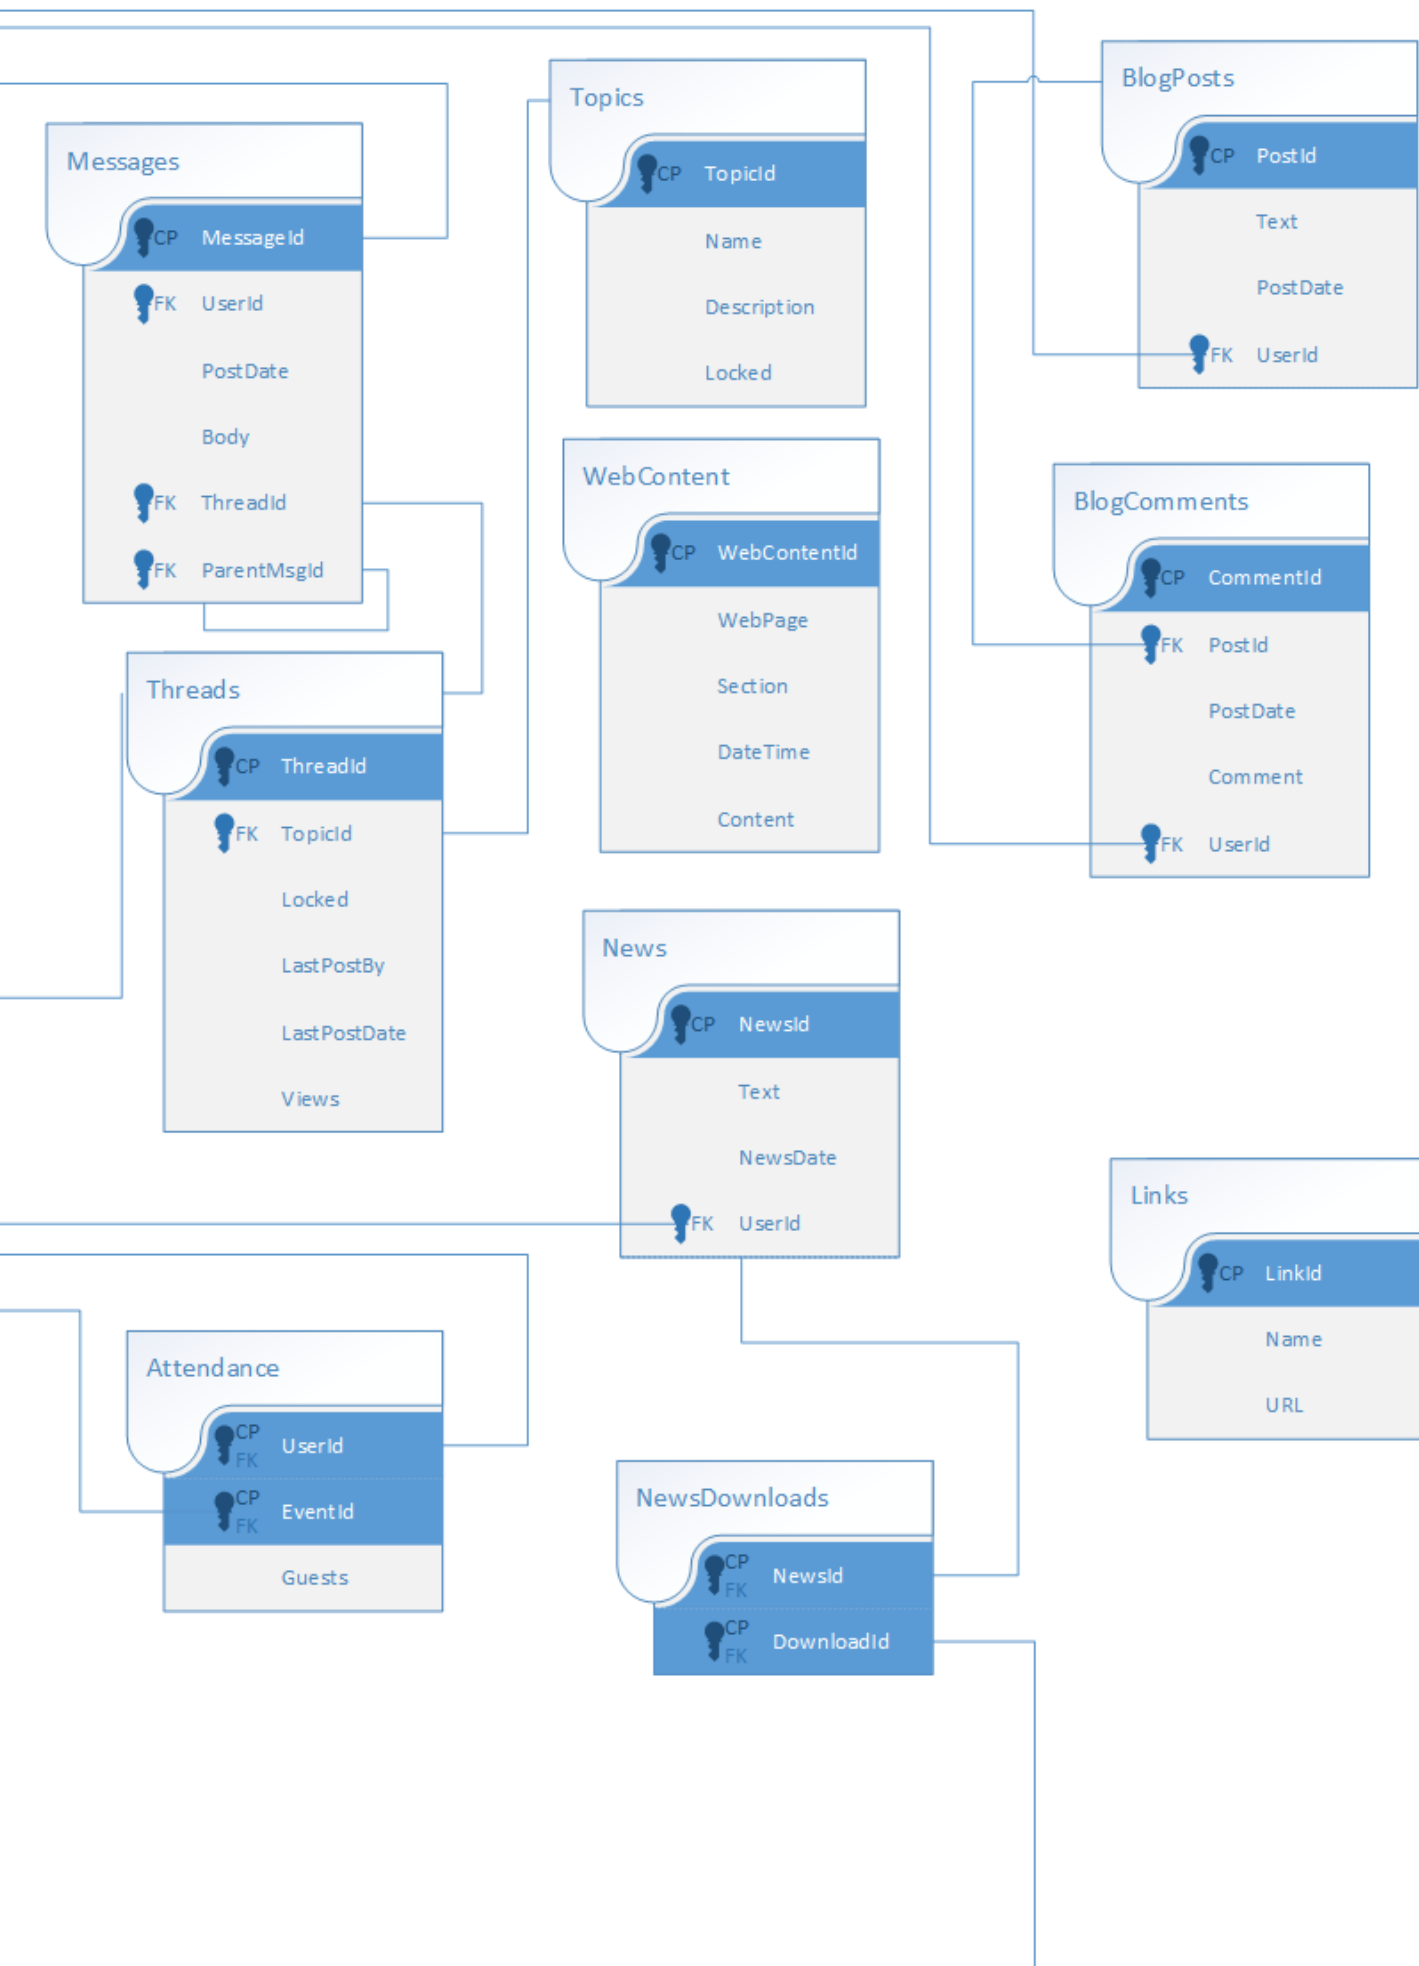 Messages
CP MessageId
FK UserId
PostDate
Body
FK ThreadId
FK ParentMsgId
Threads
CP ThreadId
FK TopicId
Locked
LastPostBy
LastPostDate
Views
Attendance
CP
FK UserId
CP
FK EventId
Guests
Topics
CP TopicId
Name
Description
Locked
WebContent
CP WebContentId
WebPage
Section
DateTime
Content
News
CP NewsId
Text
NewsDate
FK UserId
NewsDownloads
CP
FK NewsId
CP
FK DownloadId
BlogPosts
CP PostId
Text
PostDate
FK UserId
BlogComments
CP CommentId
FK PostId
PostDate
Comment
FK UserId
Links
CP LinkId
Name
URL